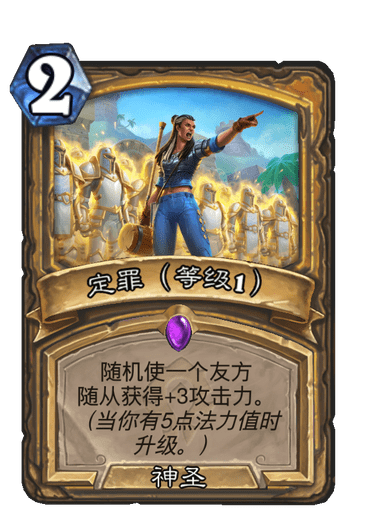 2
定罪（等级1）
随机使一个友方
随从获得+3攻击力。
（当你有5点法力值时
升级。）
神圣